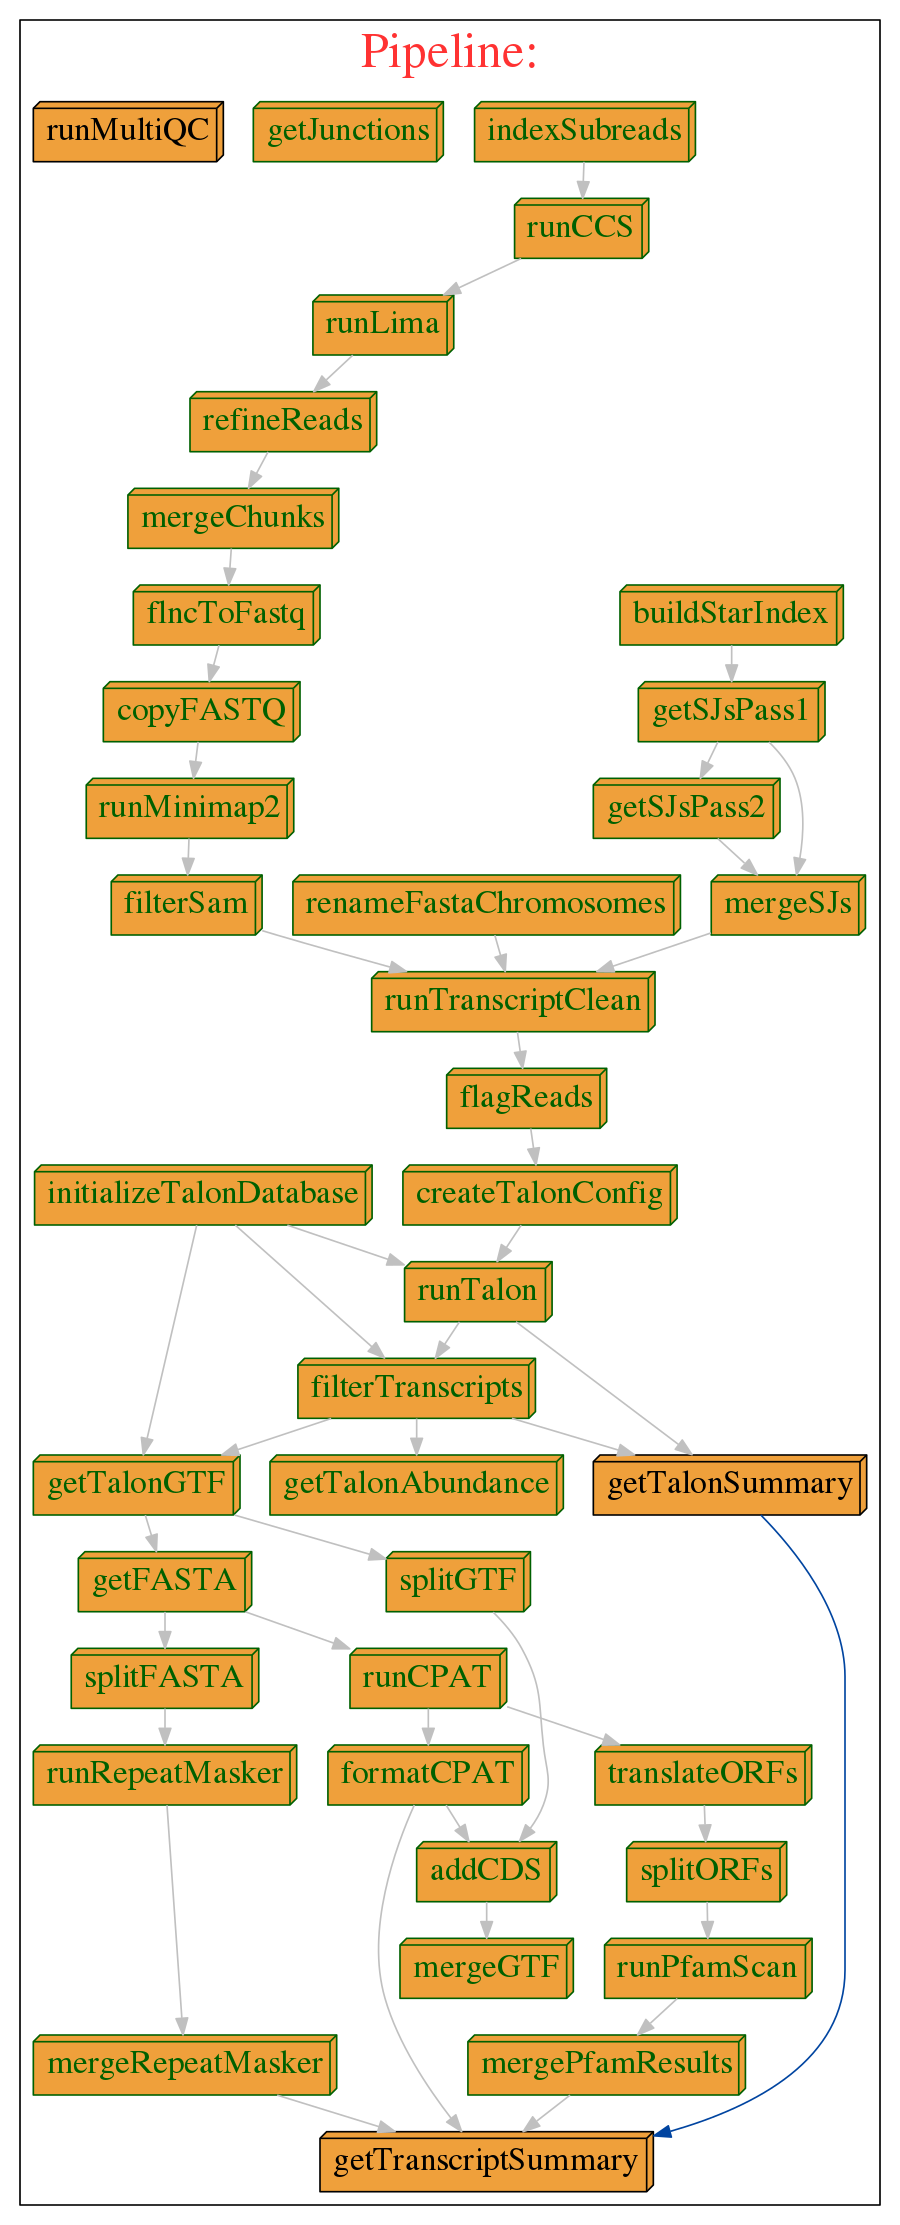 Pipeline:
runMultiQC
getJunctions
indexSubreads
runCCS
runLima
refineReads
mergeChunks
flncToFastq
buildStarIndex
copyFASTQ
getSJsPass1
runMinimap2
getSJsPass2
filterSam
renameFastaChromosomes
mergeSJs
runTranscriptClean
flagReads
initializeTalonDatabase
createTalonConfig
runTalon
filterTranscripts
getTalonGTF
getTalonAbundance
getTalonSummary
getFASTA
splitGTF
splitFASTA
runCPAT
runRepeatMasker
formatCPAT
translateORFs
addCDS
splitORFs
mergeGTF
runPfamScan
mergeRepeatMasker
mergePfamResults
getTranscriptSummary